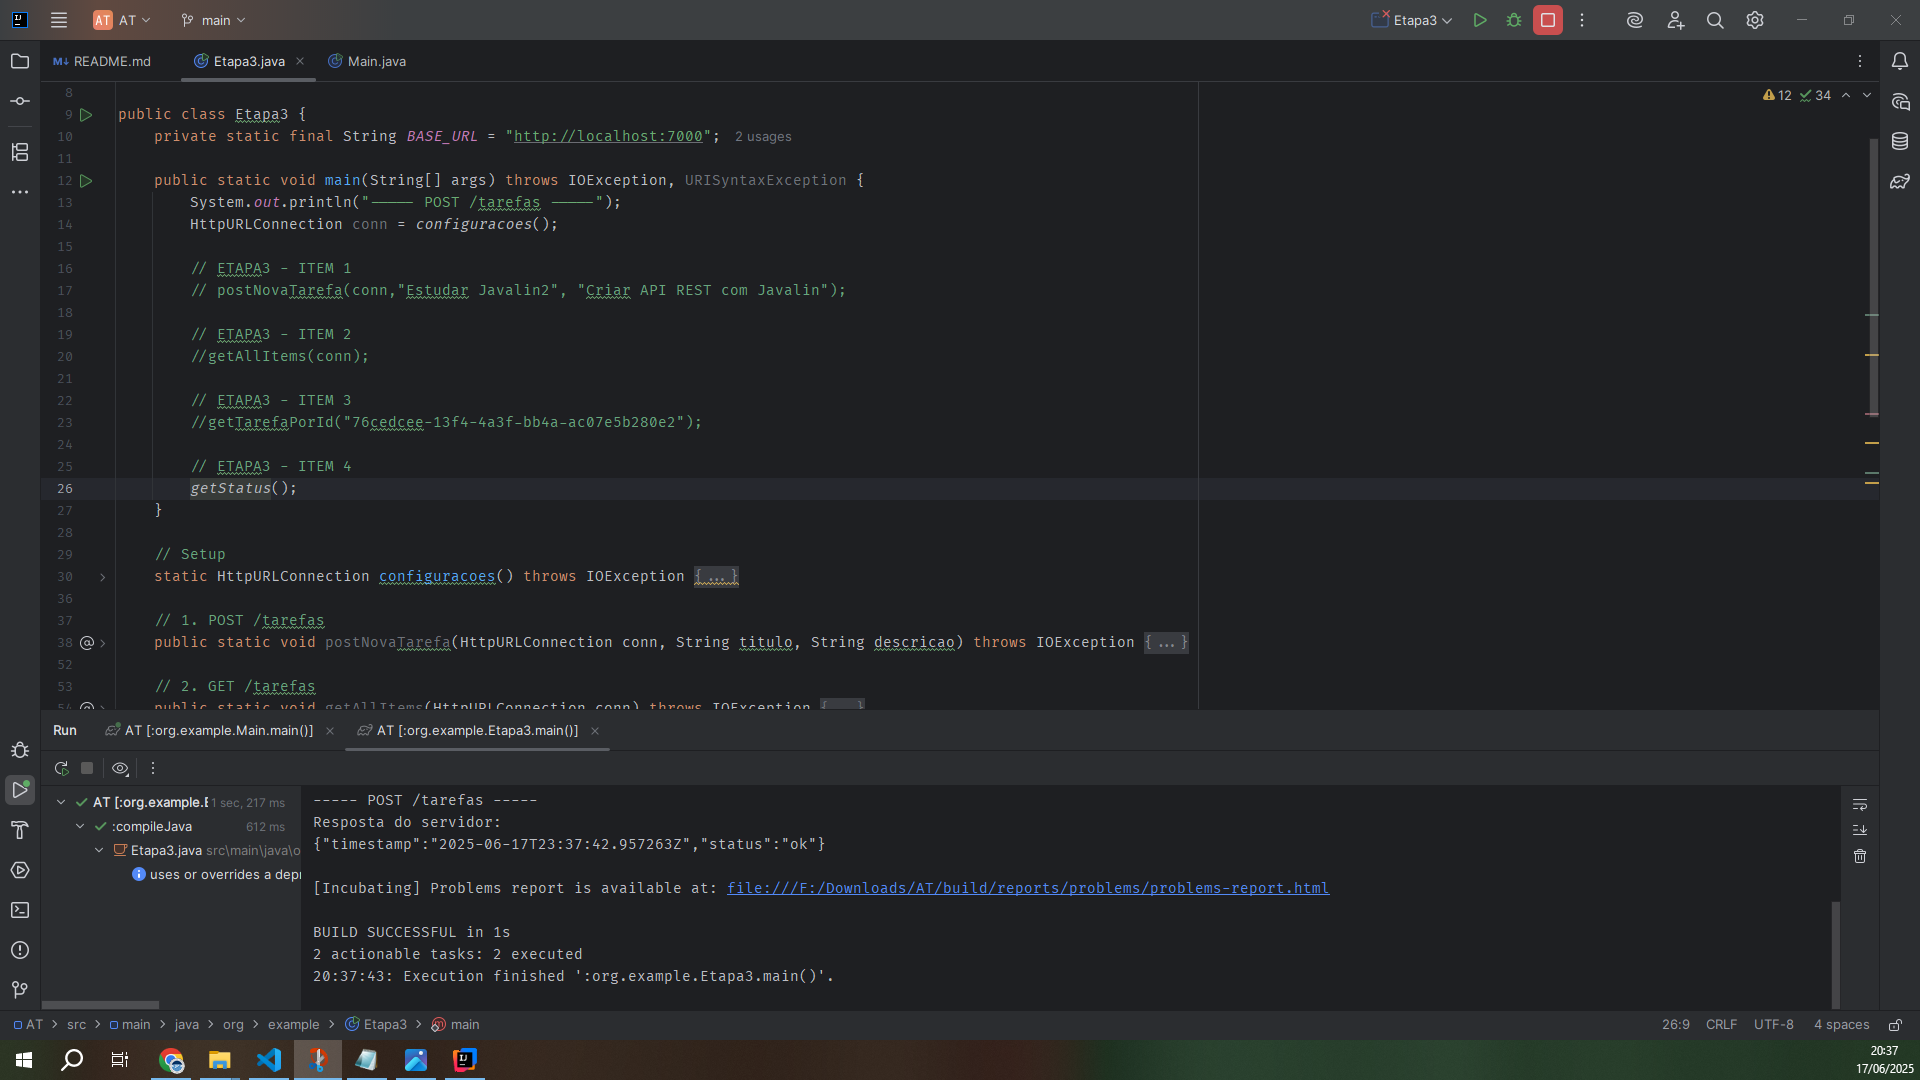 AT AT main Etapa3
README.md Etapa3.java Main.java
12 34
8
9 public class Etapa3 {
10 private static final String BASE_URL = "http://localhost:7000"; 2 usages
11
12 public static void main(String[] args) throws IOException, URISyntaxException {
13 System.out.println("----- POST /tarefas -----");
14 HttpURLConnection conn = configuracoes();
15
16 // ETAPA3 - ITEM 1
17 // postNovaTarefa(conn,"Estudar Javalin2", "Criar API REST com Javalin");
18
19 // ETAPA3 - ITEM 2
20 //getAllItems(conn);
21
22 // ETAPA3 - ITEM 3
23 //getTarefaPorId("76cedcee-13f4-4a3f-bb4a-ac07e5b280e2");
24
25 // ETAPA3 - ITEM 4
26 getStatus();
27 }
28
29 // Setup
30 static HttpURLConnection configuracoes() throws IOException {...}
36
37 // 1. POST /tarefas
38 public static void postNovaTarefa(HttpURLConnection conn, String titulo, String descricao) throws IOException {...}
52
53 // 2. GET /tarefas
54 public static void getAllItems(HttpURLConnection conn) throws IOException {...}
Run AT [:org.example.Main.main()] AT [:org.example.Etapa3.main()]
AT [:org.example.E 1 sec, 217 ms
:compileJava 612 ms
Etapa3.java src\main\java\o
uses or overrides a depr
----- POST /tarefas -----
Resposta do servidor:
{"timestamp":"2025-06-17T23:37:42.957263Z","status":"ok"}
[Incubating] Problems report is available at: file:///F:/Downloads/AT/build/reports/problems/problems-report.html
BUILD SUCCESSFUL in 1s
2 actionable tasks: 2 executed
20:37:43: Execution finished ':org.example.Etapa3.main()'.
AT > src > main > java > org > example > Etapa3 > main
26:9 CRLF UTF-8 4 spaces
20:37
17/06/2025